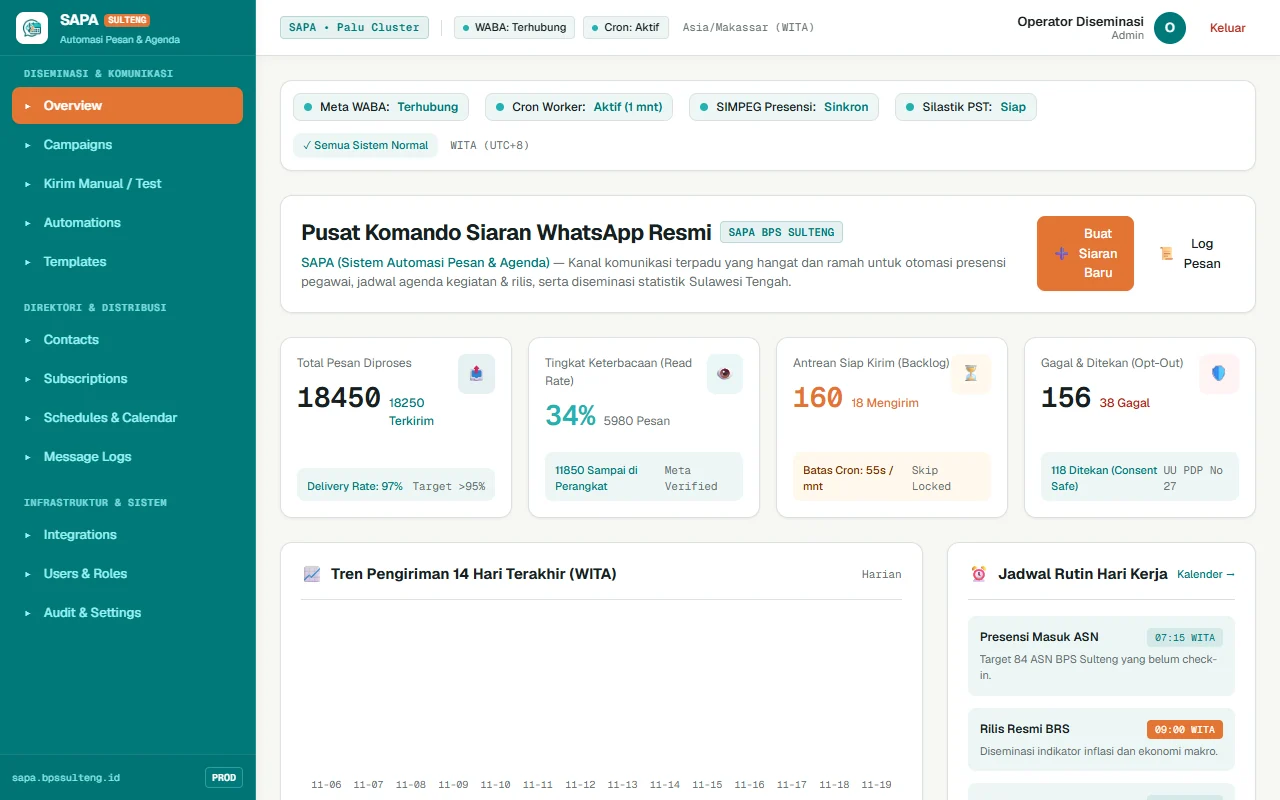 SAPA SULTENG
Automasi Pesan & Agenda
DISEMINASI & KOMUNIKASI
▸ Overview
▸ Campaigns
▸ Kirim Manual / Test
▸ Automations
▸ Templates
DIREKTORI & DISTRIBUSI
▸ Contacts
▸ Subscriptions
▸ Schedules & Calendar
▸ Message Logs
INFRASTRUKTUR & SISTEM
▸ Integrations
▸ Users & Roles
▸ Audit & Settings
sapa.bpssulteng.id PROD
SAPA • Palu Cluster
WABA: Terhubung
Cron: Aktif
Asia/Makassar (WITA)
Operator Diseminasi
Admin
O
Keluar
Meta WABA: Terhubung
Cron Worker: Aktif (1 mnt)
SIMPEG Presensi: Sinkron
Silastik PST: Siap
✓ Semua Sistem Normal
WITA (UTC+8)
Pusat Komando Siaran WhatsApp Resmi SAPA BPS SULTENG
SAPA (Sistem Automasi Pesan & Agenda) — Kanal komunikasi terpadu yang hangat dan ramah untuk otomasi presensi
pegawai, jadwal agenda kegiatan & rilis, serta diseminasi statistik Sulawesi Tengah.
Buat
Siaran
Baru
Log
Pesan
Total Pesan Diproses
18450 18250
Terkirim
Delivery Rate: 97% Target >95%
Tingkat Keterbacaan (Read
Rate)
34% 5980 Pesan
11850 Sampai di
Perangkat
Meta
Verified
Antrean Siap Kirim (Backlog)
160 18 Mengirim
Batas Cron: 55s /
mnt
Skip
Locked
Gagal & Ditekan (Opt-Out)
156 38 Gagal
118 Ditekan (Consent
Safe)
UU PDP No
27
Tren Pengiriman 14 Hari Terakhir (WITA)
Harian
11-06 11-07 11-08 11-09 11-10 11-11 11-12 11-13 11-14 11-15 11-16 11-17 11-18 11-19
Jadwal Rutin Hari Kerja
Kalender →
Presensi Masuk ASN 07:15 WITA
Target 84 ASN BPS Sulteng yang belum check-
in.
Rilis Resmi BRS 09:00 WITA
Diseminasi indikator inflasi dan ekonomi makro.